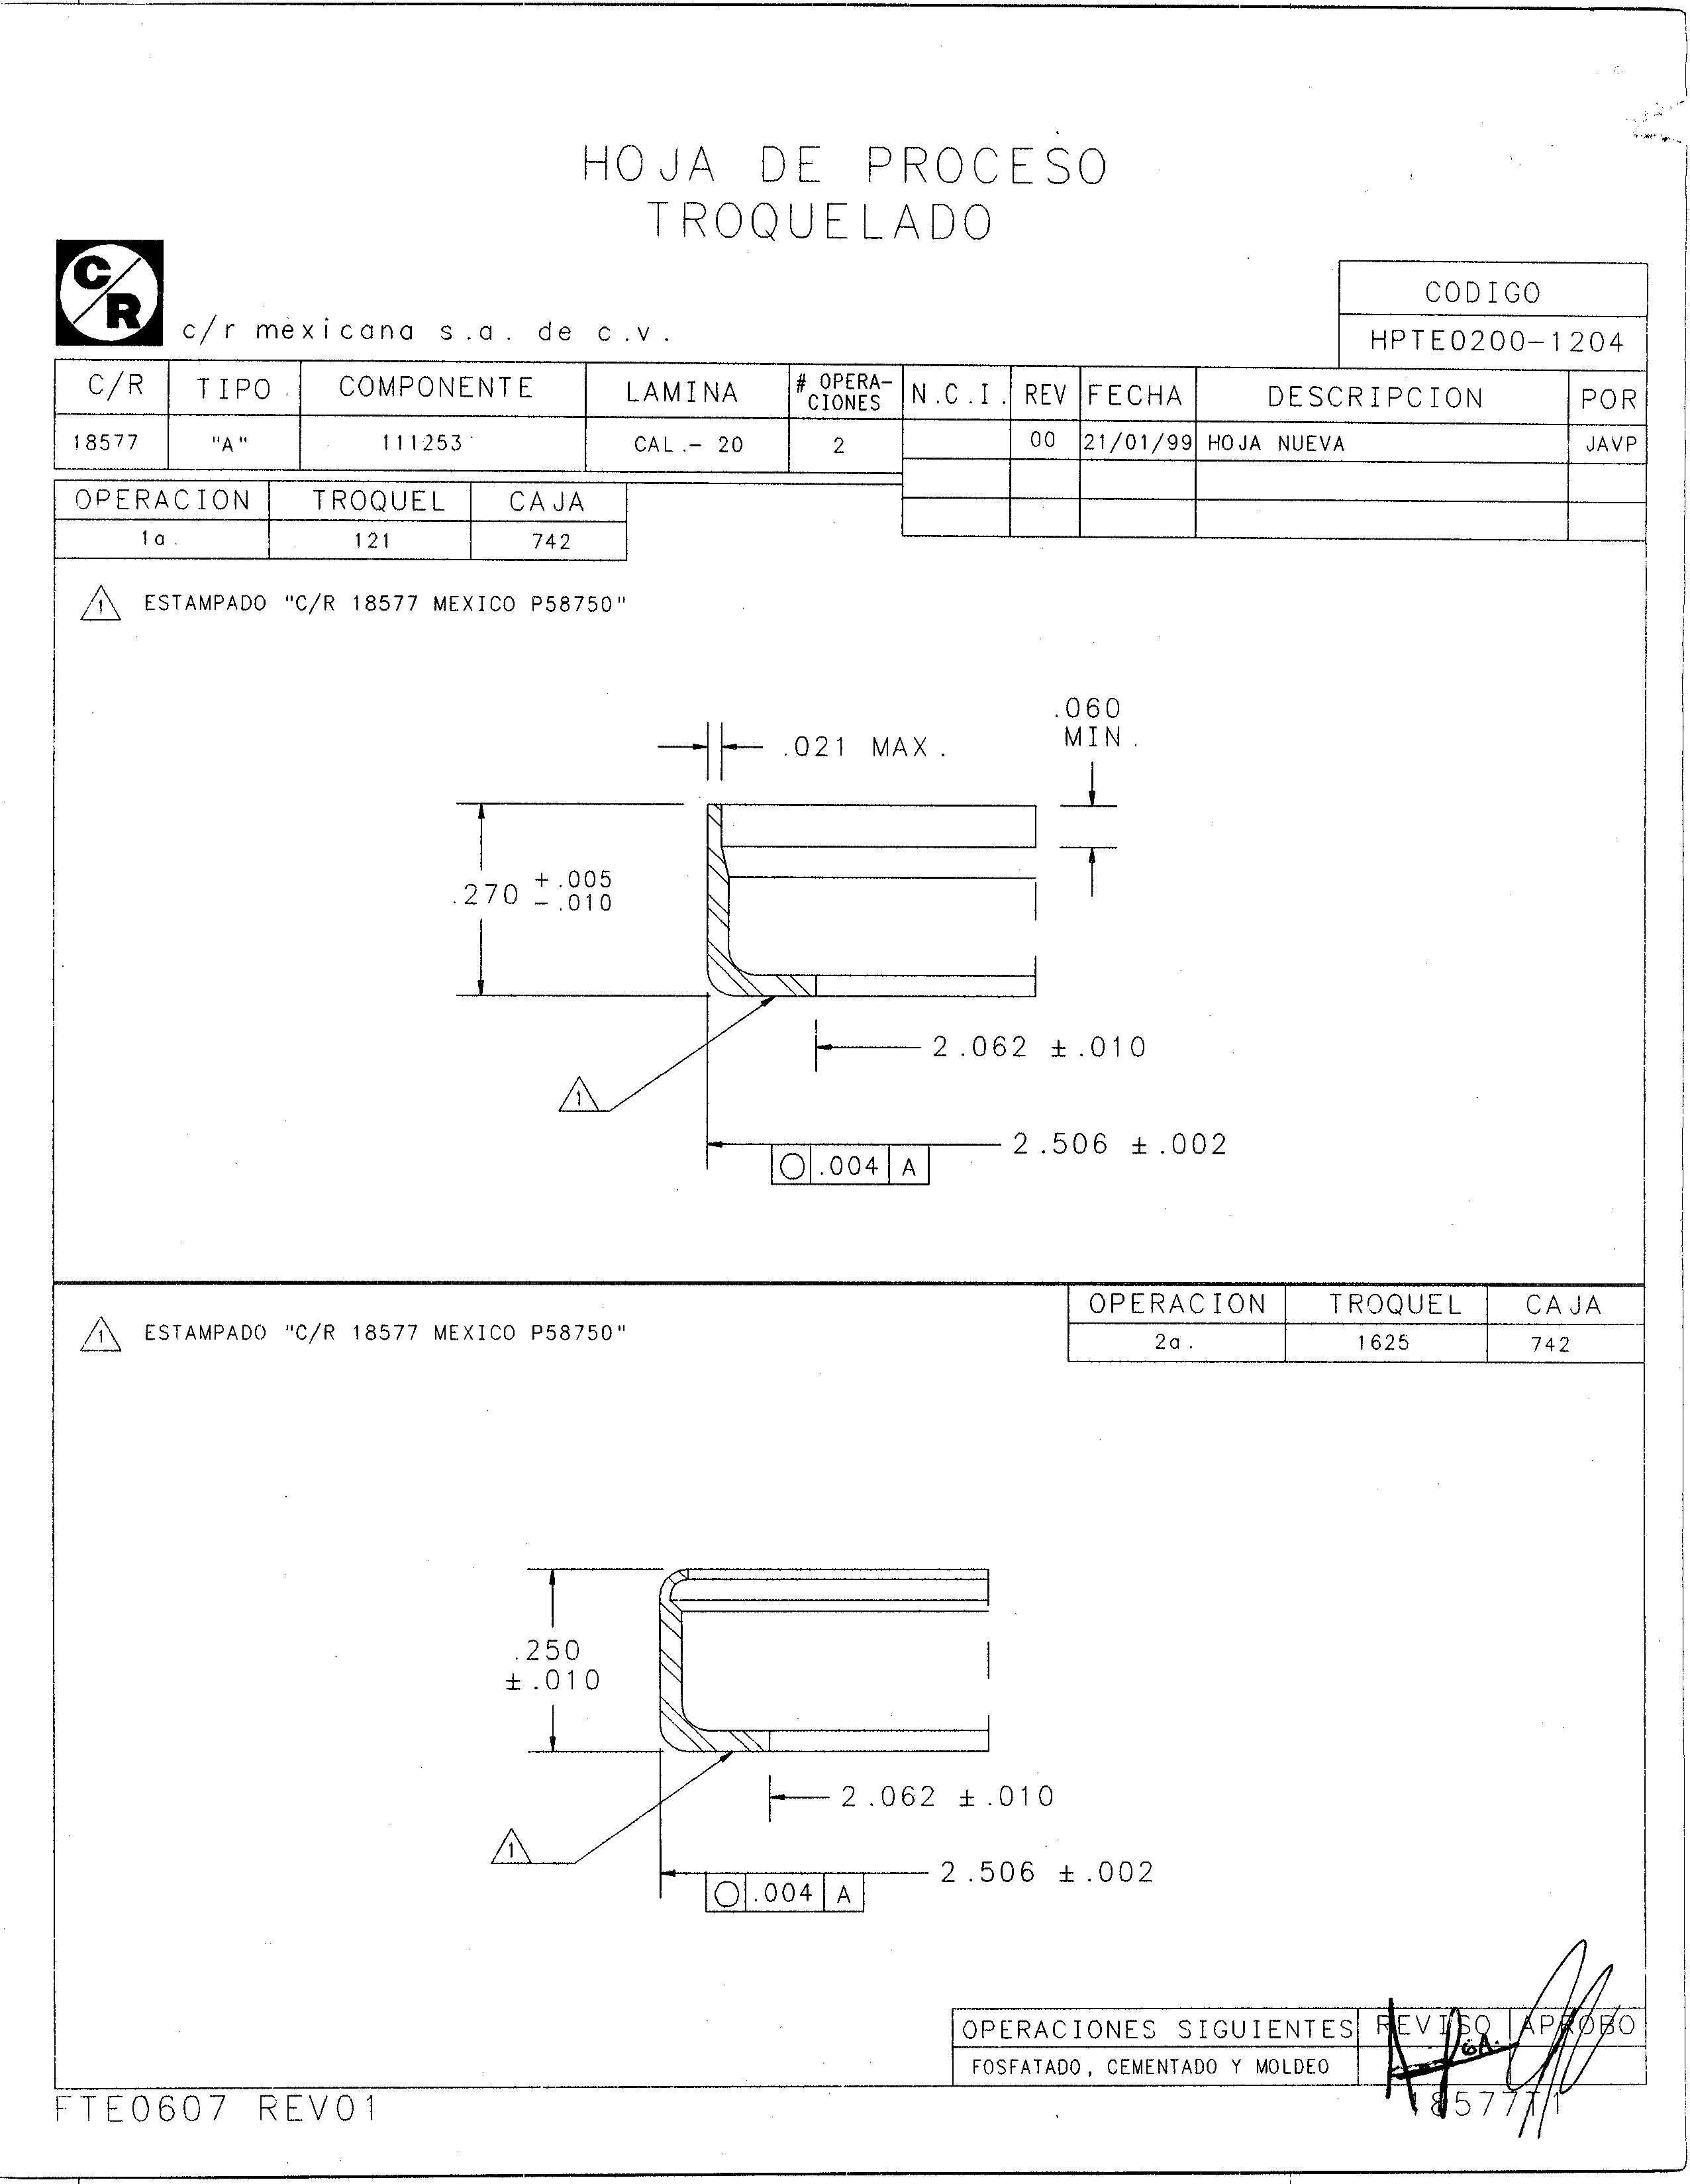 HOJA DE PROCESO
TROQUELADO
C/R
c/r mexicana s.a. de c.v.
CODIGO
HPTE0200-1204
C/R TIPO COMPONENTE LAMINA # OPERA-CIONES N.C.I. REV FECHA DESCRIPCION POR
18577 "A" 111253 CAL.- 20 2 00 21/01/99 HOJA NUEVA JAVP
OPERACION TROQUEL CAJA
1a. 121 742
1 ESTAMPADO "C/R 18577 MEXICO P58750"
.060
MIN.
.021 MAX.
.270 +.005
-.010
2.062 ±.010
1
2.506 ±.002
○ .004 A
OPERACION TROQUEL CAJA
2a. 1625 742
1 ESTAMPADO "C/R 18577 MEXICO P58750"
.250
±.010
2.062 ±.010
1
2.506 ±.002
○ .004 A
OPERACIONES SIGUIENTES REVISO APROBO
FOSFATADO, CEMENTADO Y MOLDEO
FTE0607 REV01
18577T1